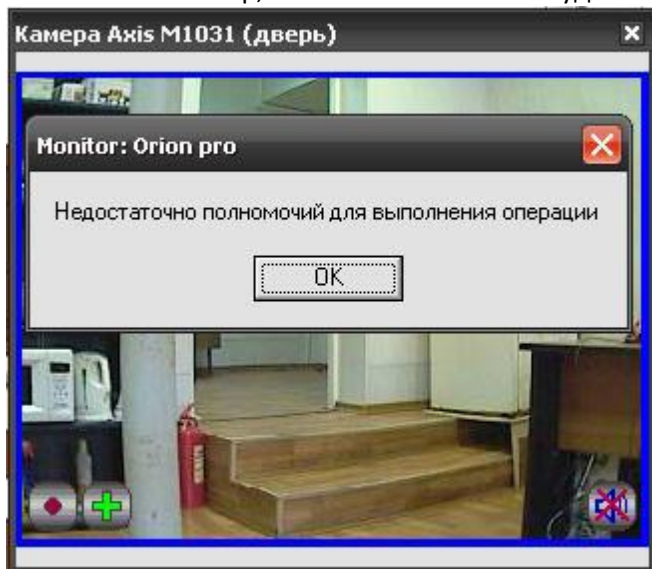 Камера Axis M1031 (дверь)
Monitor: Orion pro
Недостаточно полномочий для выполнения операции
OK